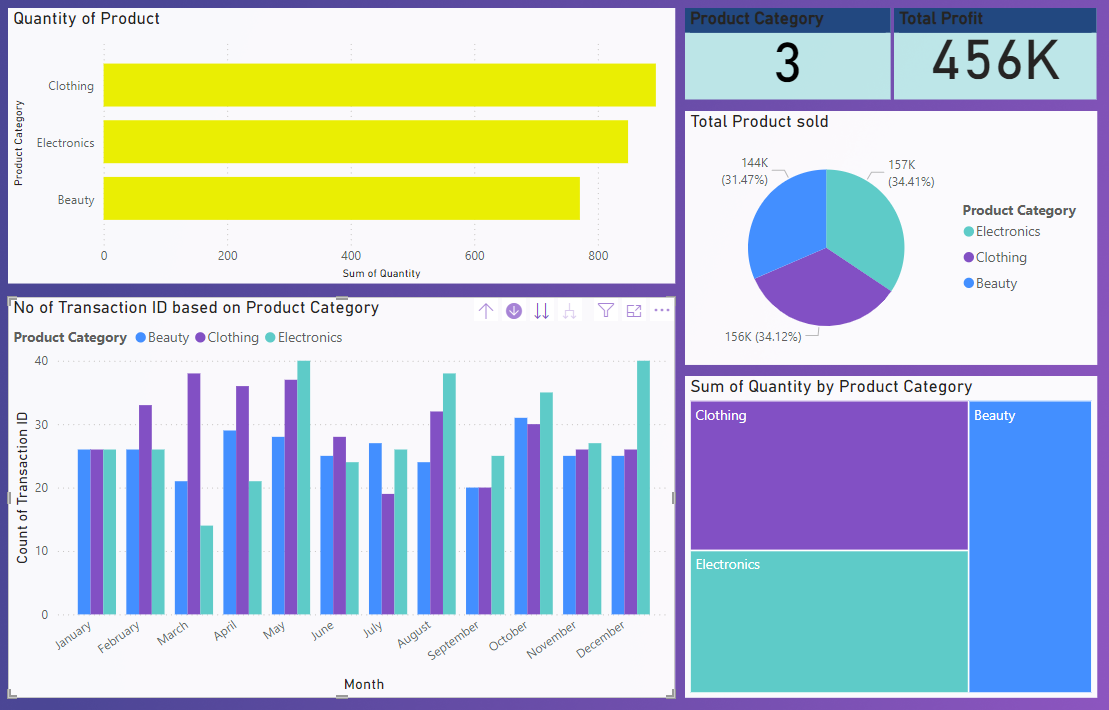 Quantity of Product
Product Category
Clothing
Electronics
Beauty
0 200 400 600 800
Sum of Quantity
Product Category
3
Total Profit
456K
Total Product sold
144K
(31.47%)
157K
(34.41%)
156K (34.12%)
Product Category
Electronics
Clothing
Beauty
No of Transaction ID based on Product Category
Product Category Beauty Clothing Electronics
Count of Transaction ID
40
30
20
10
0
January February March April May June July August September October November December
Month
Sum of Quantity by Product Category
Clothing
Beauty
Electronics